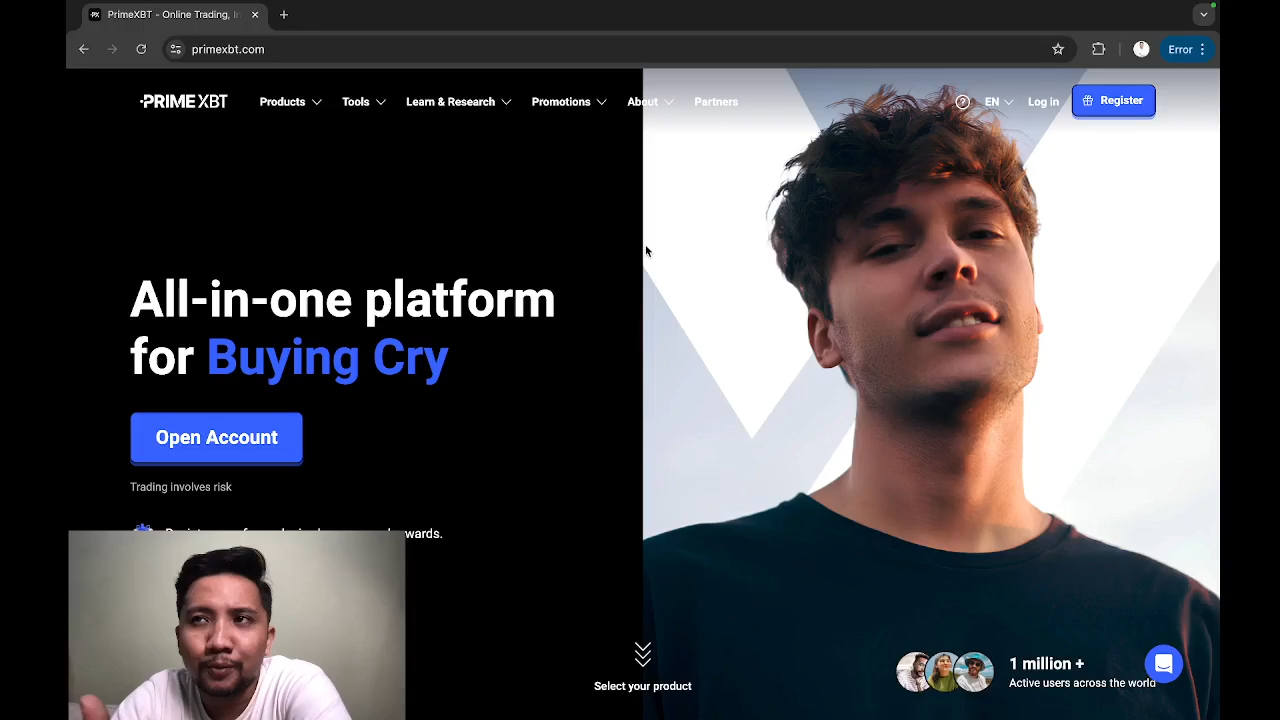 PrimeXBT - Online Trading, In
primexbt.com
Error
PRIME XBT
Products
Tools
Learn & Research
Promotions
About
Partners
EN
Log in
Register
All-in-one platform
for Buying Cry
Open Account
Trading involves risk
wards.
Select your product
1 million +
Active users across the world